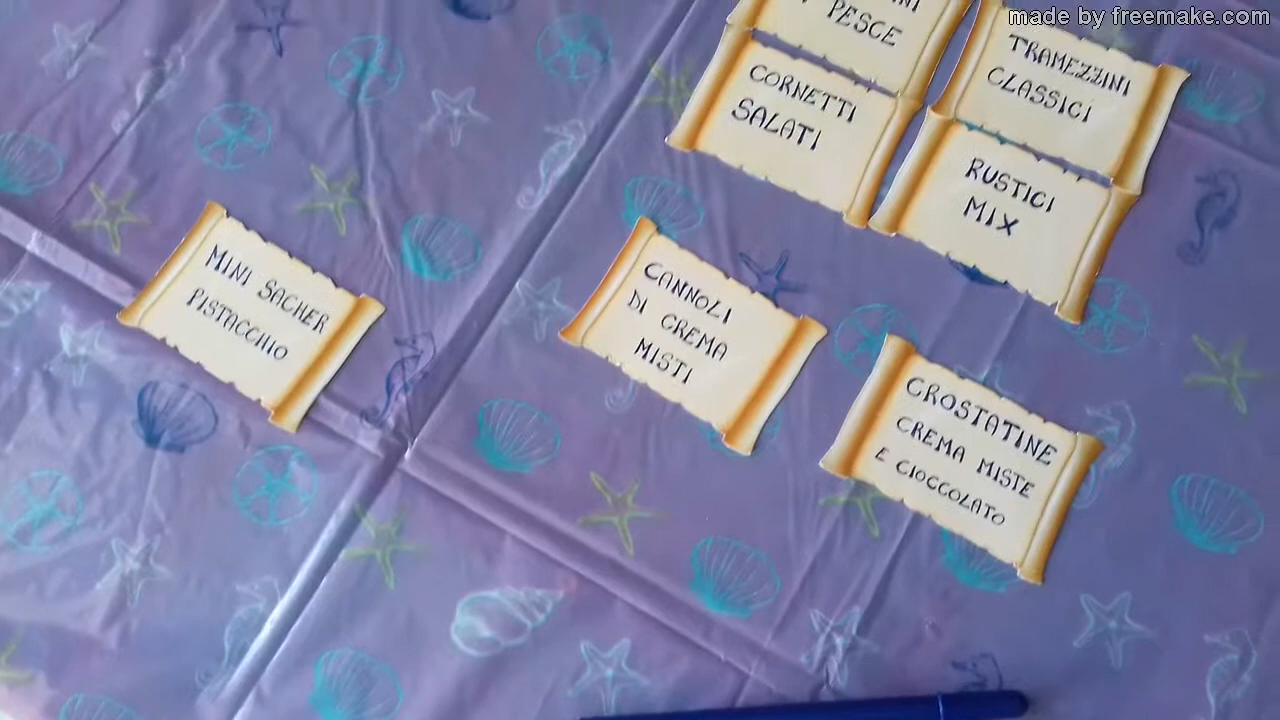 made by freemake.com
PESCE
TRAMEZZINI
CLASSICI
CORNETTI
SALATI
RUSTICI
MIX
MINI SACHER
PISTACCHIO
CANNOLI
DI CREMA
MISTI
CROSTATINE
CREMA MISTE
E CIOCCOLATO